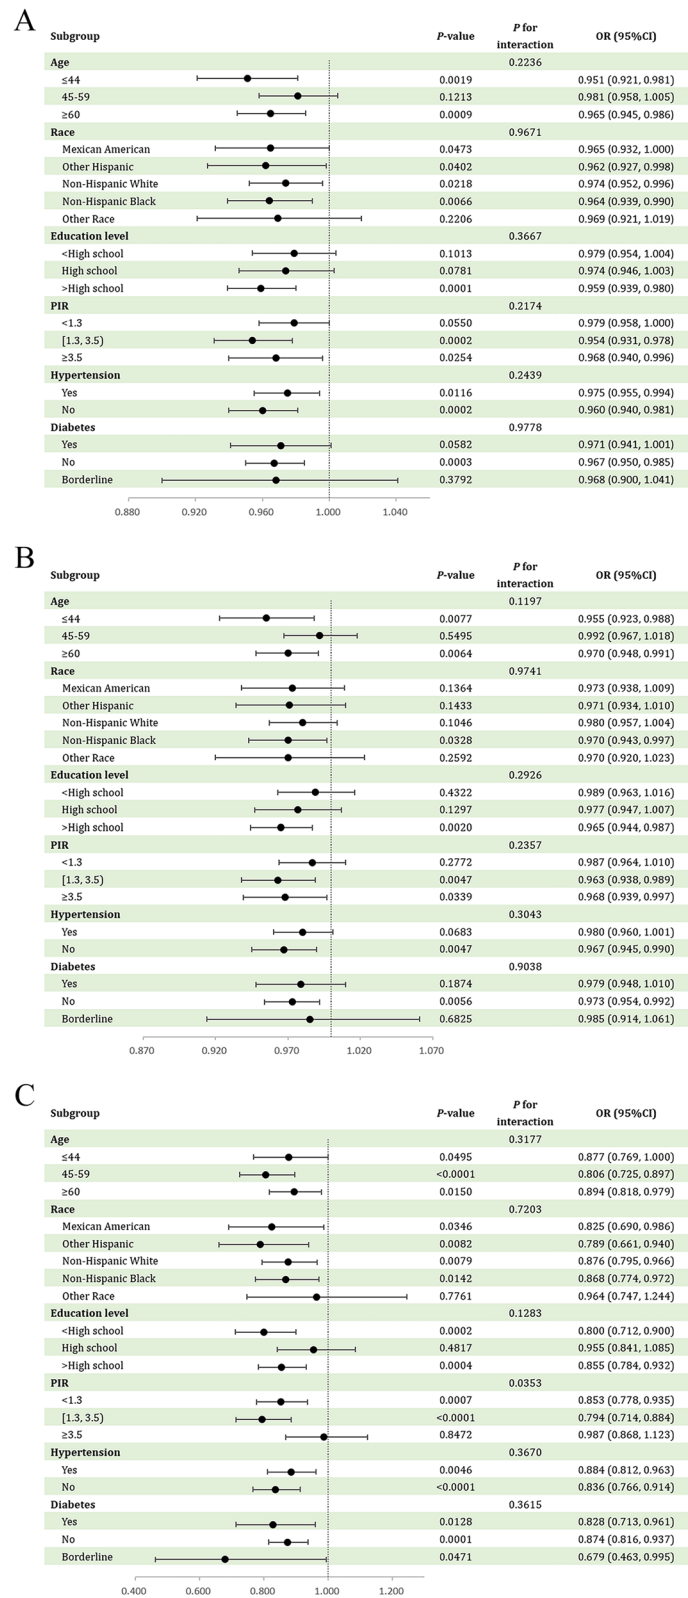 A
Subgroup P-value P for interaction OR (95%CI)
Age 0.2236
≤44 0.0019 0.951 (0.921, 0.981)
45-59 0.1213 0.981 (0.958, 1.005)
≥60 0.0009 0.965 (0.945, 0.986)
Race 0.9671
Mexican American 0.0473 0.965 (0.932, 1.000)
Other Hispanic 0.0402 0.962 (0.927, 0.998)
Non-Hispanic White 0.0218 0.974 (0.952, 0.996)
Non-Hispanic Black 0.0066 0.964 (0.939, 0.990)
Other Race 0.2206 0.969 (0.921, 1.019)
Education level 0.3667
<High school 0.1013 0.979 (0.954, 1.004)
High school 0.0781 0.974 (0.946, 1.003)
>High school 0.0001 0.959 (0.939, 0.980)
PIR 0.2174
<1.3 0.0550 0.979 (0.958, 1.000)
[1.3, 3.5) 0.0002 0.954 (0.931, 0.978)
≥3.5 0.0254 0.968 (0.940, 0.996)
Hypertension 0.2439
Yes 0.0116 0.975 (0.955, 0.994)
No 0.0002 0.960 (0.940, 0.981)
Diabetes 0.9778
Yes 0.0582 0.971 (0.941, 1.001)
No 0.0003 0.967 (0.950, 0.985)
Borderline 0.3792 0.968 (0.900, 1.041)
0.880 0.920 0.960 1.000 1.040
B
Subgroup P-value P for interaction OR (95%CI)
Age 0.1197
≤44 0.0077 0.955 (0.923, 0.988)
45-59 0.5495 0.992 (0.967, 1.018)
≥60 0.0064 0.970 (0.948, 0.991)
Race 0.9741
Mexican American 0.1364 0.973 (0.938, 1.009)
Other Hispanic 0.1433 0.971 (0.934, 1.010)
Non-Hispanic White 0.1046 0.980 (0.957, 1.004)
Non-Hispanic Black 0.0328 0.970 (0.943, 0.997)
Other Race 0.2592 0.970 (0.920, 1.023)
Education level 0.2926
<High school 0.4322 0.989 (0.963, 1.016)
High school 0.1297 0.977 (0.947, 1.007)
>High school 0.0020 0.965 (0.944, 0.987)
PIR 0.2357
<1.3 0.2772 0.987 (0.964, 1.010)
[1.3, 3.5) 0.0047 0.963 (0.938, 0.989)
≥3.5 0.0339 0.968 (0.939, 0.997)
Hypertension 0.3043
Yes 0.0683 0.980 (0.960, 1.001)
No 0.0047 0.967 (0.945, 0.990)
Diabetes 0.9038
Yes 0.1874 0.979 (0.948, 1.010)
No 0.0056 0.973 (0.954, 0.992)
Borderline 0.6825 0.985 (0.914, 1.061)
0.870 0.920 0.970 1.020 1.070
C
Subgroup P-value P for interaction OR (95%CI)
Age 0.3177
≤44 0.0495 0.877 (0.769, 1.000)
45-59 <0.0001 0.806 (0.725, 0.897)
≥60 0.0150 0.894 (0.818, 0.979)
Race 0.7203
Mexican American 0.0346 0.825 (0.690, 0.986)
Other Hispanic 0.0082 0.789 (0.661, 0.940)
Non-Hispanic White 0.0079 0.876 (0.795, 0.966)
Non-Hispanic Black 0.0142 0.868 (0.774, 0.972)
Other Race 0.7761 0.964 (0.747, 1.244)
Education level 0.1283
<High school 0.0002 0.800 (0.712, 0.900)
High school 0.4817 0.955 (0.841, 1.085)
>High school 0.0004 0.855 (0.784, 0.932)
PIR 0.0353
<1.3 0.0007 0.853 (0.778, 0.935)
[1.3, 3.5) <0.0001 0.794 (0.714, 0.884)
≥3.5 0.8472 0.987 (0.868, 1.123)
Hypertension 0.3670
Yes 0.0046 0.884 (0.812, 0.963)
No <0.0001 0.836 (0.766, 0.914)
Diabetes 0.3615
Yes 0.0128 0.828 (0.713, 0.961)
No 0.0001 0.874 (0.816, 0.937)
Borderline 0.0471 0.679 (0.463, 0.995)
0.400 0.600 0.800 1.000 1.200